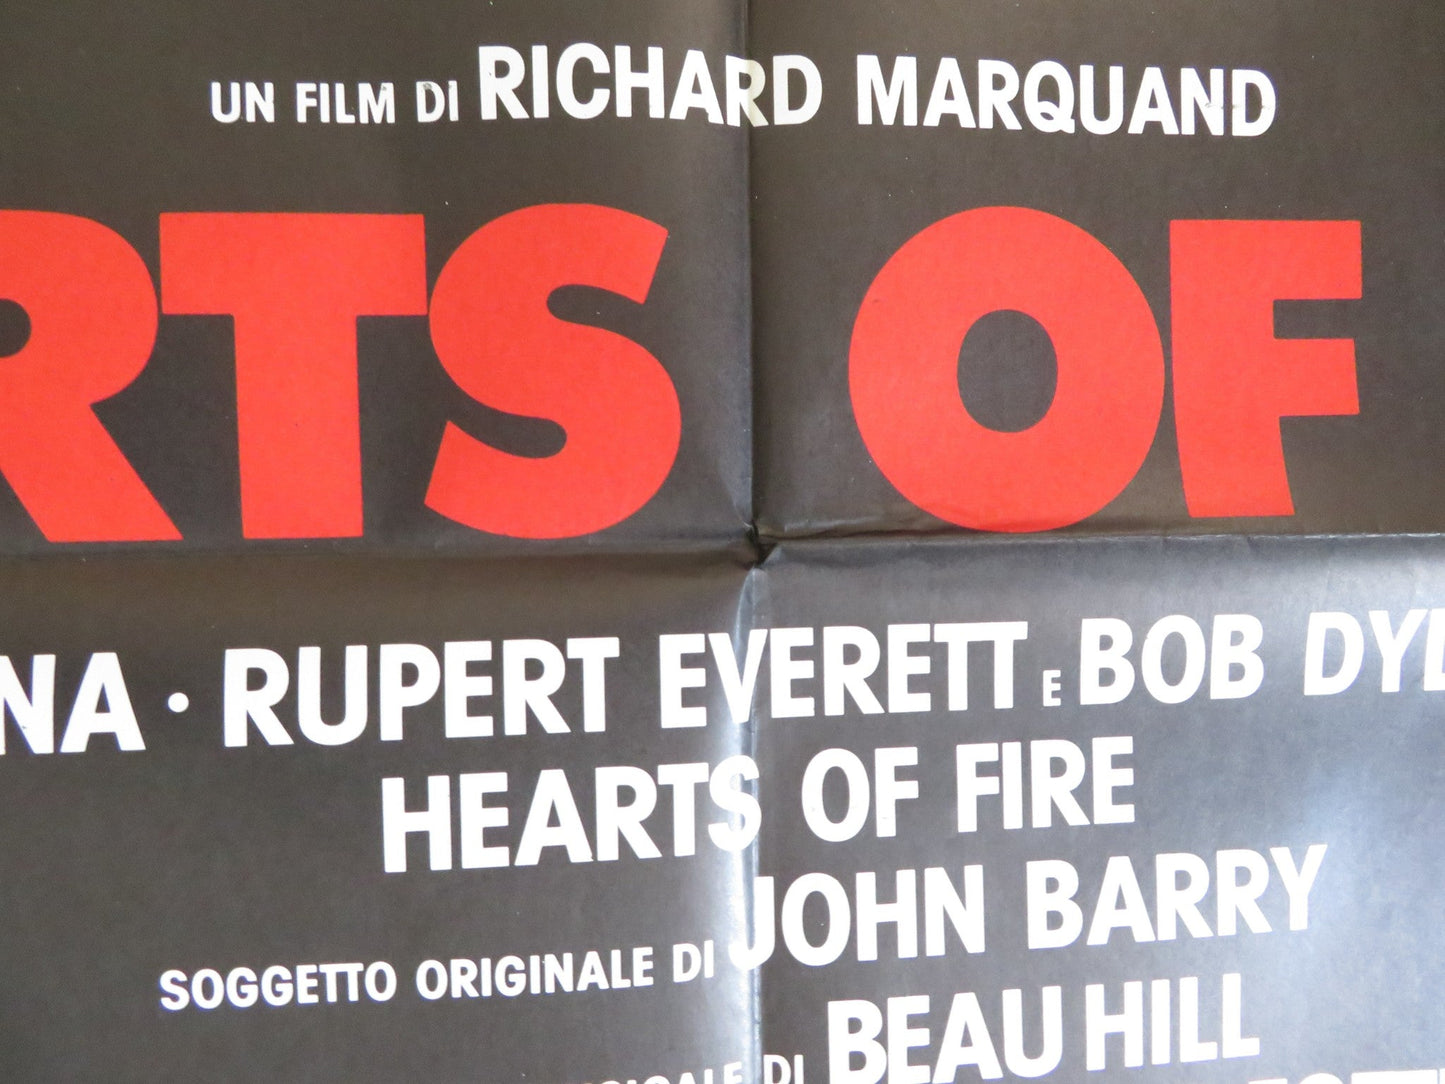 UN FILM DI RICHARD MARQUAND
RTS OF
NA · RUPERT EVERETT E BOB DYL
HEARTS OF FIRE
SOGGETTO ORIGINALE DI JOHN BARRY
DI BEAU HILL